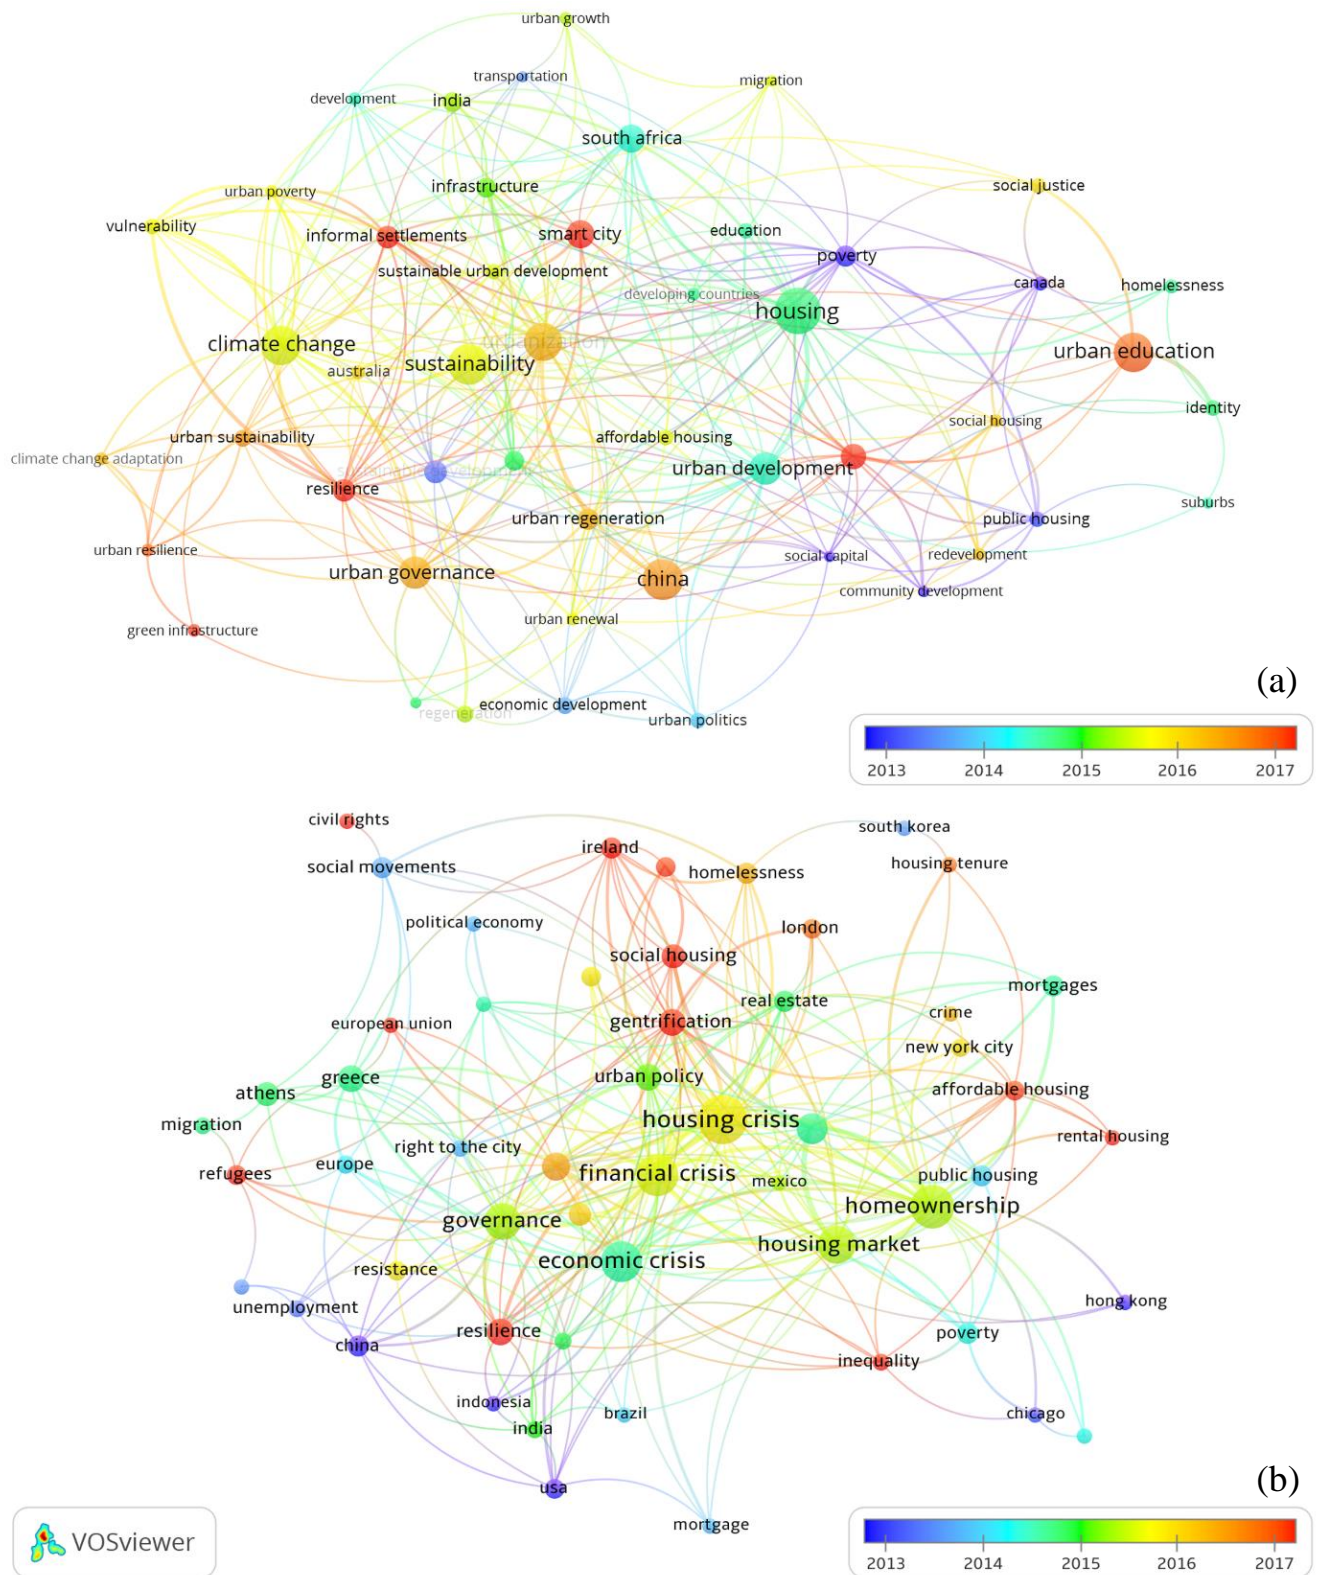 urban growth
transportation
migration
development
india
south africa
urban poverty
infrastructure
social justice
vulnerability
informal settlements
smart city
education
poverty
sustainable urban development
developing countries
canada
homelessness
housing
climate change
urbanization
sustainability
australia
urban education
identity
social housing
urban sustainability
affordable housing
climate change adaptation
sustainable development
urban development
resilience
suburbs
urban regeneration
public housing
urban resilience
social capital
redevelopment
urban governance
china
community development
urban renewal
green infrastructure
(a)
regeneration
economic development
urban politics
2013 2014 2015 2016 2017
civil rights
ireland
south korea
social movements
homelessness
housing tenure
political economy
london
social housing
mortgages
real estate
european union
gentrification
crime
new york city
greece
urban policy
athens
affordable housing
migration
housing crisis
rental housing
right to the city
refugees
europe
financial crisis
mexico
public housing
homeownership
governance
housing market
economic crisis
resistance
unemployment
hong kong
china
resilience
poverty
inequality
indonesia
brazil
chicago
india
usa
(b)
mortgage
VOSviewer
2013 2014 2015 2016 2017